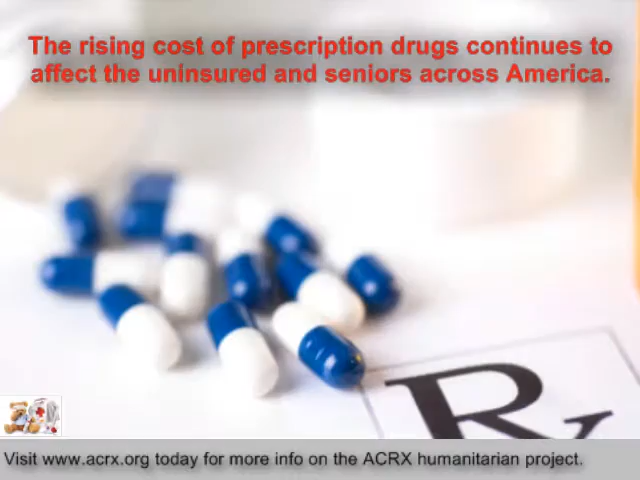 The rising cost of prescription drugs continues to
affect the uninsured and seniors across America.
R
Visit www.acrx.org today for more info on the ACRX humanitarian project.